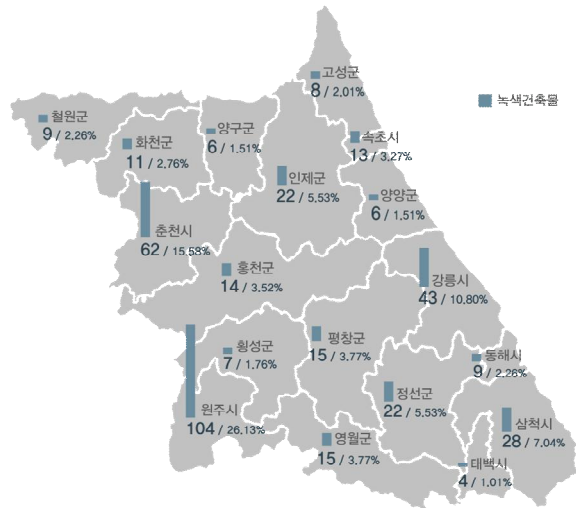 고성군
8 / 2.01%
녹색건축물
철원군
9 / 2.26%
화천군
11 / 2.76%
양구군
6 / 1.51%
속초시
13 / 3.27%
인제군
22 / 5.53%
양양군
6 / 1.51%
춘천시
62 / 15.58%
홍천군
14 / 3.52%
강릉시
43 / 10.80%
횡성군
7 / 1.76%
평창군
15 / 3.77%
동해시
9 / 2.26%
원주시
104 / 26.13%
정선군
22 / 5.53%
삼척시
28 / 7.04%
영월군
15 / 3.77%
태백시
4 / 1.01%